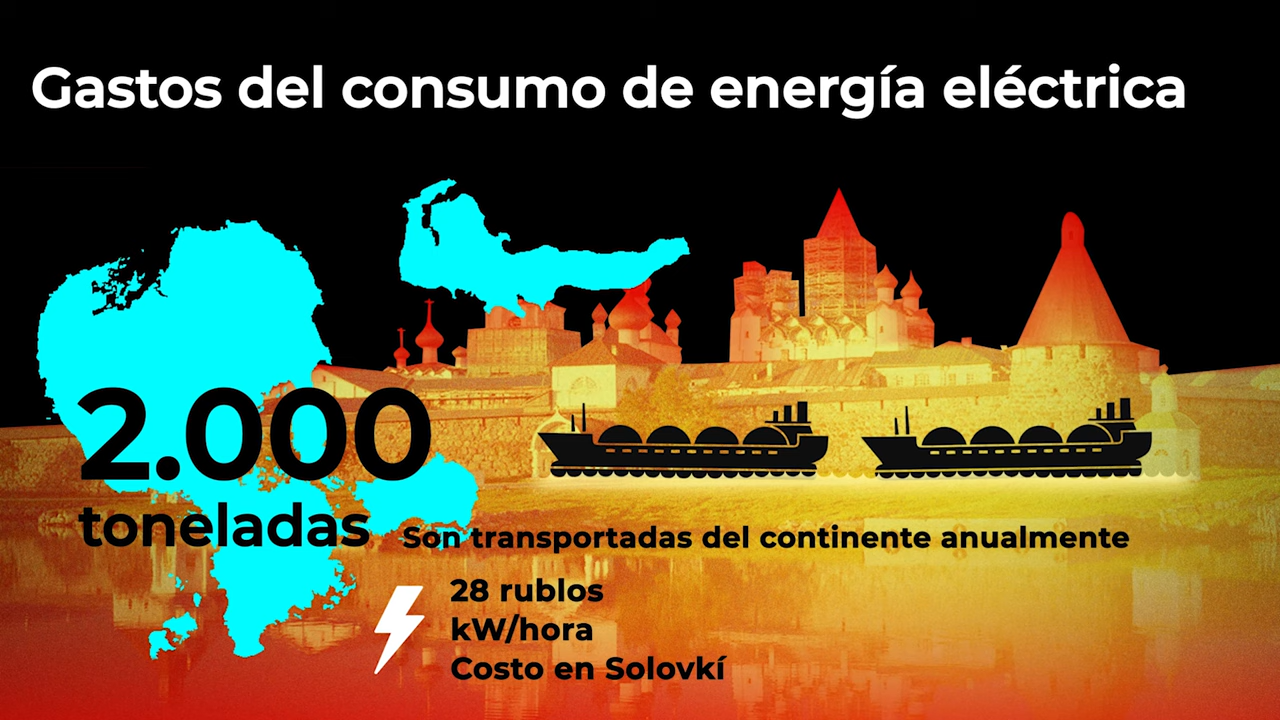 Gastos del consumo de energía eléctrica
2.000
toneladas
Son transportadas del continente anualmente
28 rublos
kW/hora
Costo en Solovkí